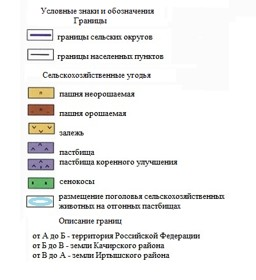 Условные знаки и обозначения
Границы
границы сельских округов
границы населенных пунктов
Сельскохозяйственные угодья
пашня неорошаемая
пашня орошаемая
залежь
пастбища
пастбища коренного улучшения
сенокосы
размещение поголовья сельскохозяйственных
животных на отгонных пастбищах
Описание границ
от А до Б - территория Российской Федерации
от Б до В - земли Качирского района
от В до А - земли Иртышского района